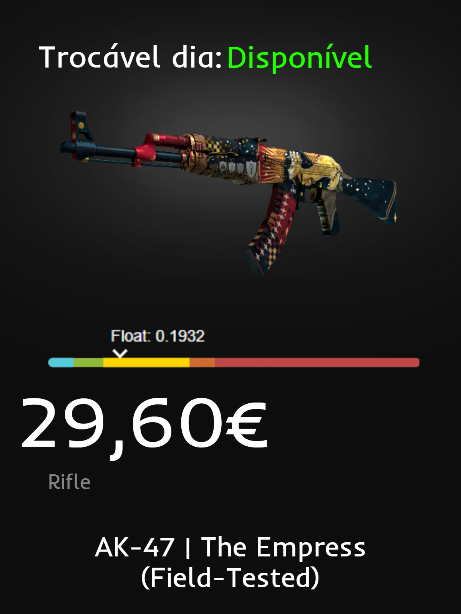 Trocável dia: Disponível
Float: 0.1932
29,60€
Rifle
AK-47 | The Empress
(Field-Tested)